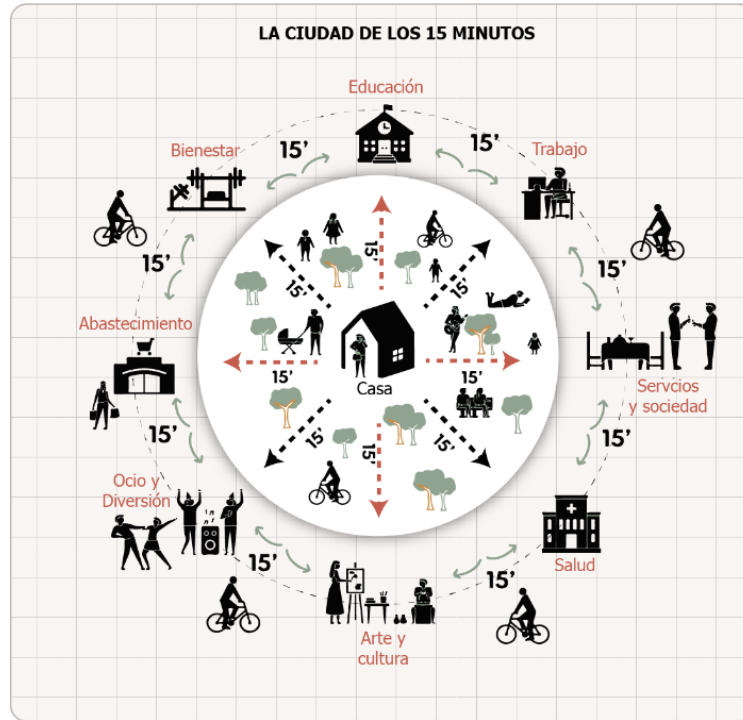 LA CIUDAD DE LOS 15 MINUTOS
Educación
15’
15’
Bienestar
Trabajo
15’
15’
15’
15’
15’
Abastecimiento
15’
Casa
15’
Servcios
y sociedad
15’
15’
15’
15’
15’
Ocio y
Diversión
15’
15’
Salud
Arte y
cultura